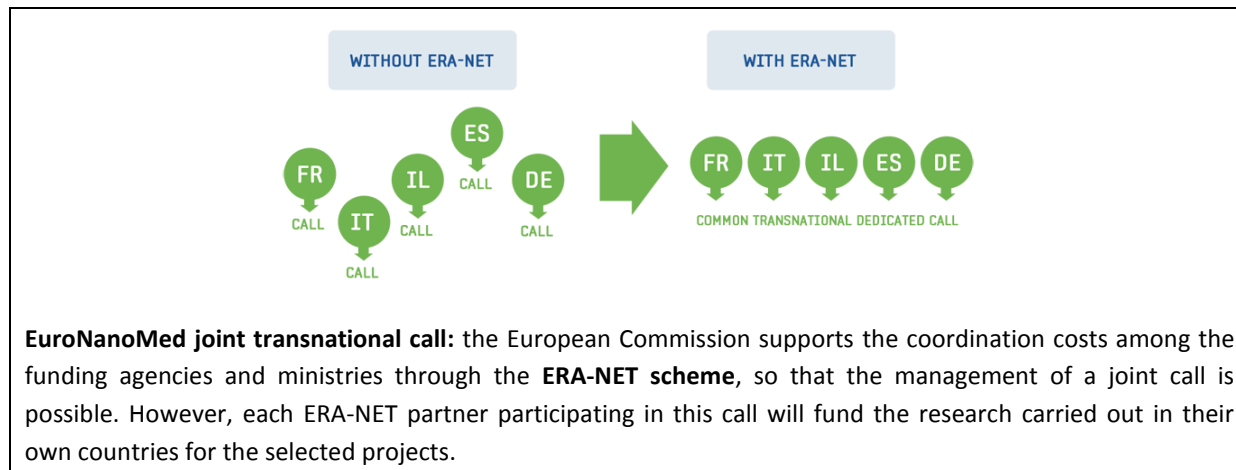 WITHOUT ERA-NET
WITH ERA-NET
FR
CALL
IT
CALL
IL
CALL
ES
CALL
DE
CALL
FR IT IL ES DE
COMMON TRANSNATIONAL DEDICATED CALL
EuroNanoMed joint transnational call: the European Commission supports the coordination costs among the
funding agencies and ministries through the ERA-NET scheme, so that the management of a joint call is
possible. However, each ERA-NET partner participating in this call will fund the research carried out in their
own countries for the selected projects.